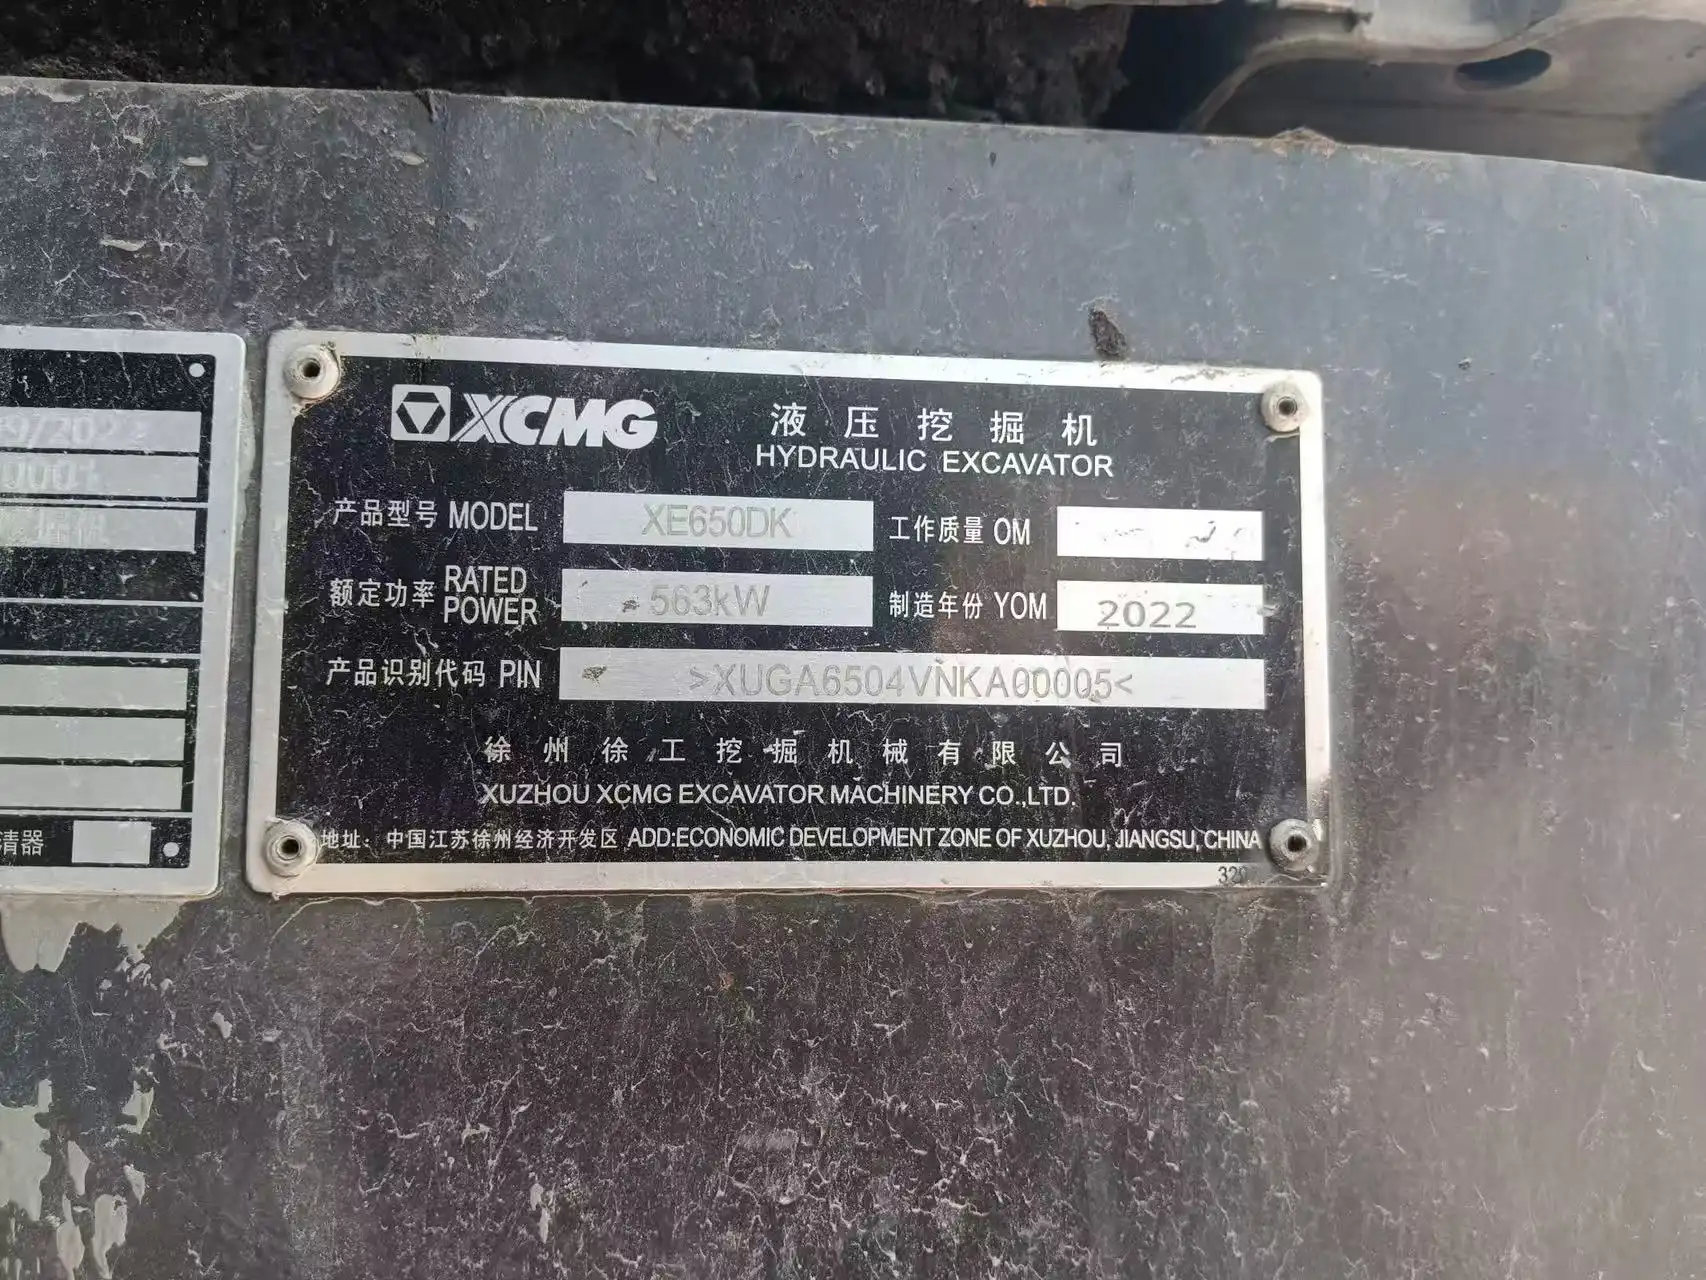 9/2022
清器
XCMG
液压挖掘机
HYDRAULIC EXCAVATOR
产品型号 MODEL XE650DK 工作质量 OM
额定功率 RATED POWER 563kW 制造年份 YOM 2022
产品识别代码 PIN >XUGA6504VNKA00005<
徐州徐工挖掘机械有限公司
XUZHOU XCMG EXCAVATOR MACHINERY CO.,LTD.
地址：中国江苏徐州经济开发区 ADD:ECONOMIC DEVELOPMENT ZONE OF XUZHOU, JIANGSU, CHINA